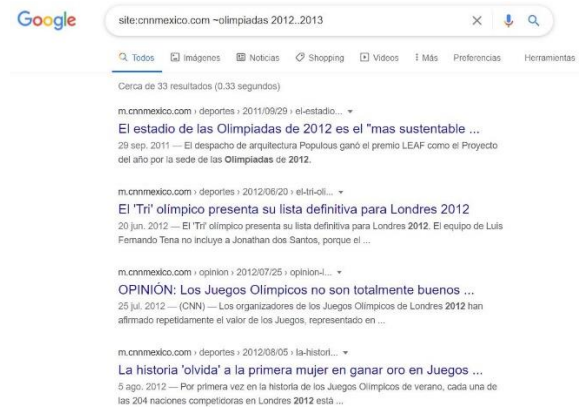 Google
site:cnnmexico.com ~olimpiadas 2012..2013
Todos Imágenes Noticias Shopping Videos Más Preferencias Herramientas
Cerca de 33 resultados (0.33 segundos)
m.cnnmexico.com › deportes › 2011/09/29 › el-estadio...
El estadio de las Olimpiadas de 2012 es el "mas sustentable ...
29 sep. 2011 — El despacho de arquitectura Populous ganó el premio LEAF como el Proyecto
del año por la sede de las Olimpiadas de 2012.
m.cnnmexico.com › deportes › 2012/06/20 › el-tri-oli...
El 'Tri' olímpico presenta su lista definitiva para Londres 2012
20 jun. 2012 — El 'Tri' olímpico presenta su lista definitiva para Londres 2012. El equipo de Luis
Fernando Tena no incluye a Jonathan dos Santos, porque el ...
m.cnnmexico.com › opinion › 2012/07/25 › opinion-l...
OPINIÓN: Los Juegos Olímpicos no son totalmente buenos ...
25 jul. 2012 — (CNN) — Los organizadores de los Juegos Olímpicos de Londres 2012 han
afirmado repetidamente el valor de los Juegos, representado en ...
m.cnnmexico.com › deportes › 2012/08/05 › la-histori...
La historia 'olvida' a la primera mujer en ganar oro en Juegos ...
5 ago. 2012 — Por primera vez en la historia de los Juegos Olímpicos de verano, cada una de
las 204 naciones competidoras en Londres 2012 está ...